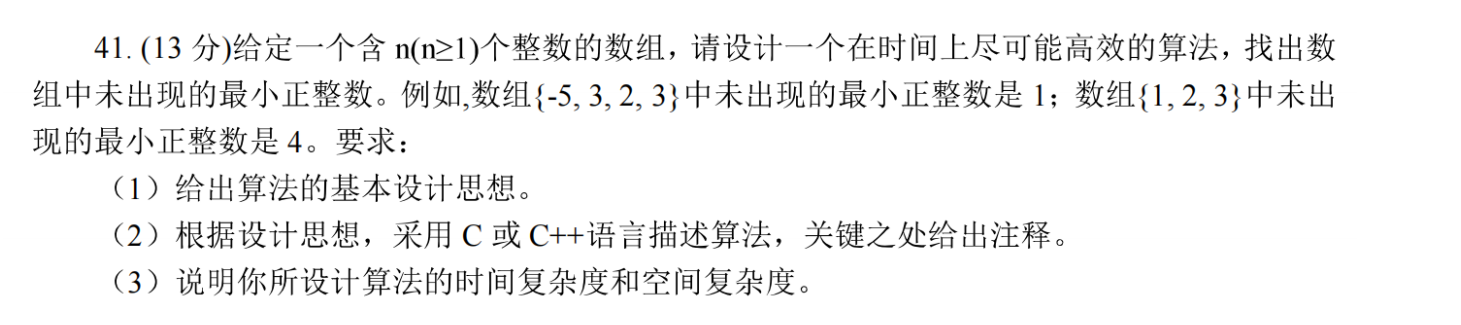 41. (13 分)给定一个含 n(n≥1)个整数的数组，请设计一个在时间上尽可能高效的算法，找出数
组中未出现的最小正整数。例如,数组{-5, 3, 2, 3}中未出现的最小正整数是 1；数组{1, 2, 3}中未出
现的最小正整数是 4。要求：
（1）给出算法的基本设计思想。
（2）根据设计思想，采用 C 或 C++语言描述算法，关键之处给出注释。
（3）说明你所设计算法的时间复杂度和空间复杂度。